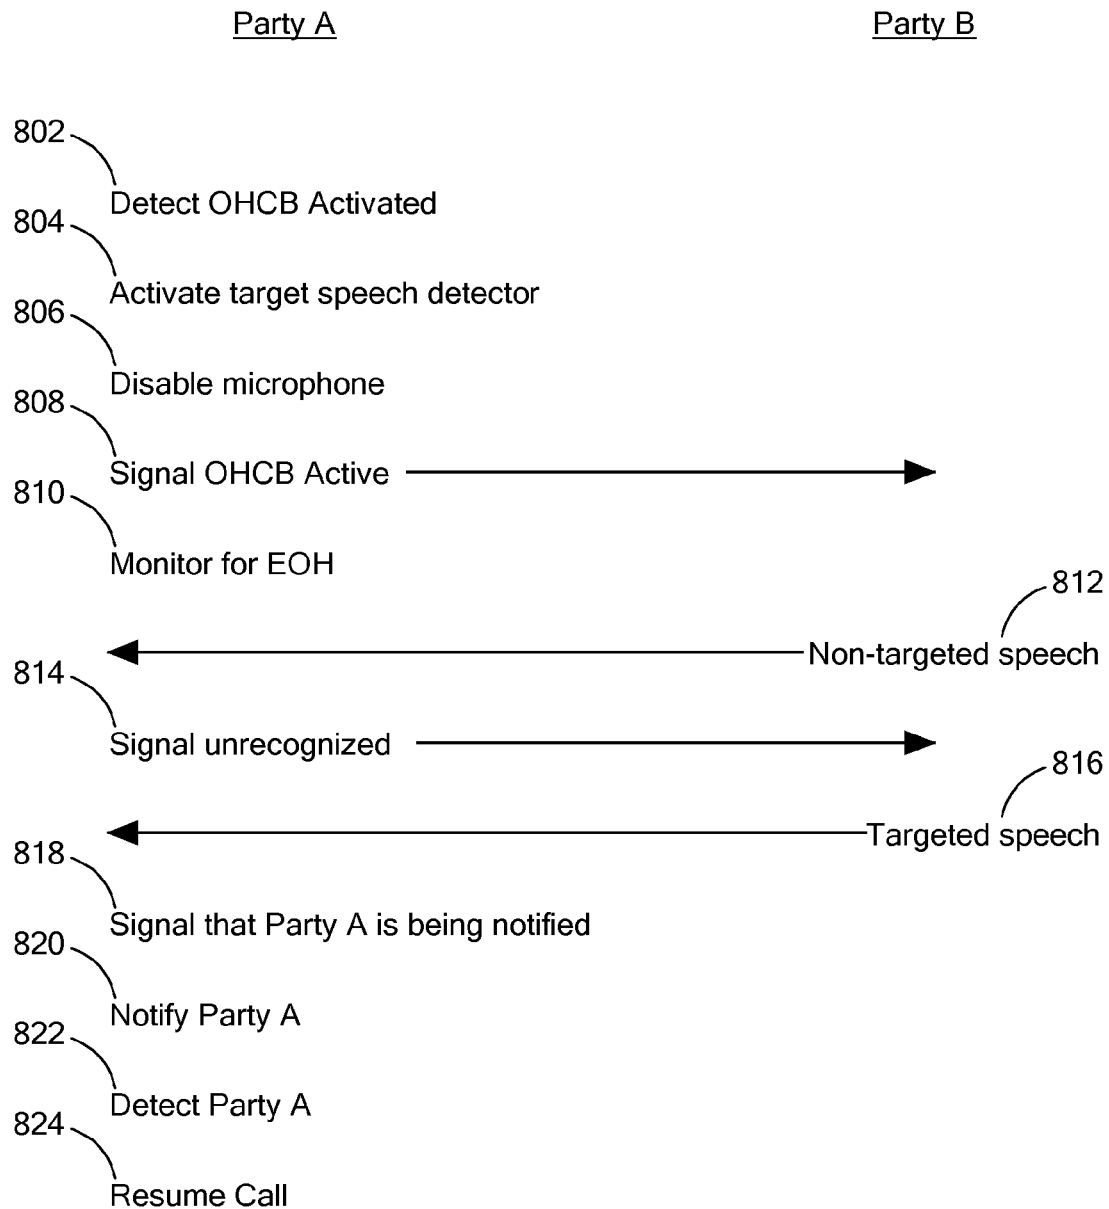 Party A Party B
802
Detect OHCB Activated
804
Activate target speech detector
806
Disable microphone
808
Signal OHCB Active
810
Monitor for EOH
812
Non-targeted speech
814
Signal unrecognized
816
Targeted speech
818
Signal that Party A is being notified
820
Notify Party A
822
Detect Party A
824
Resume Call